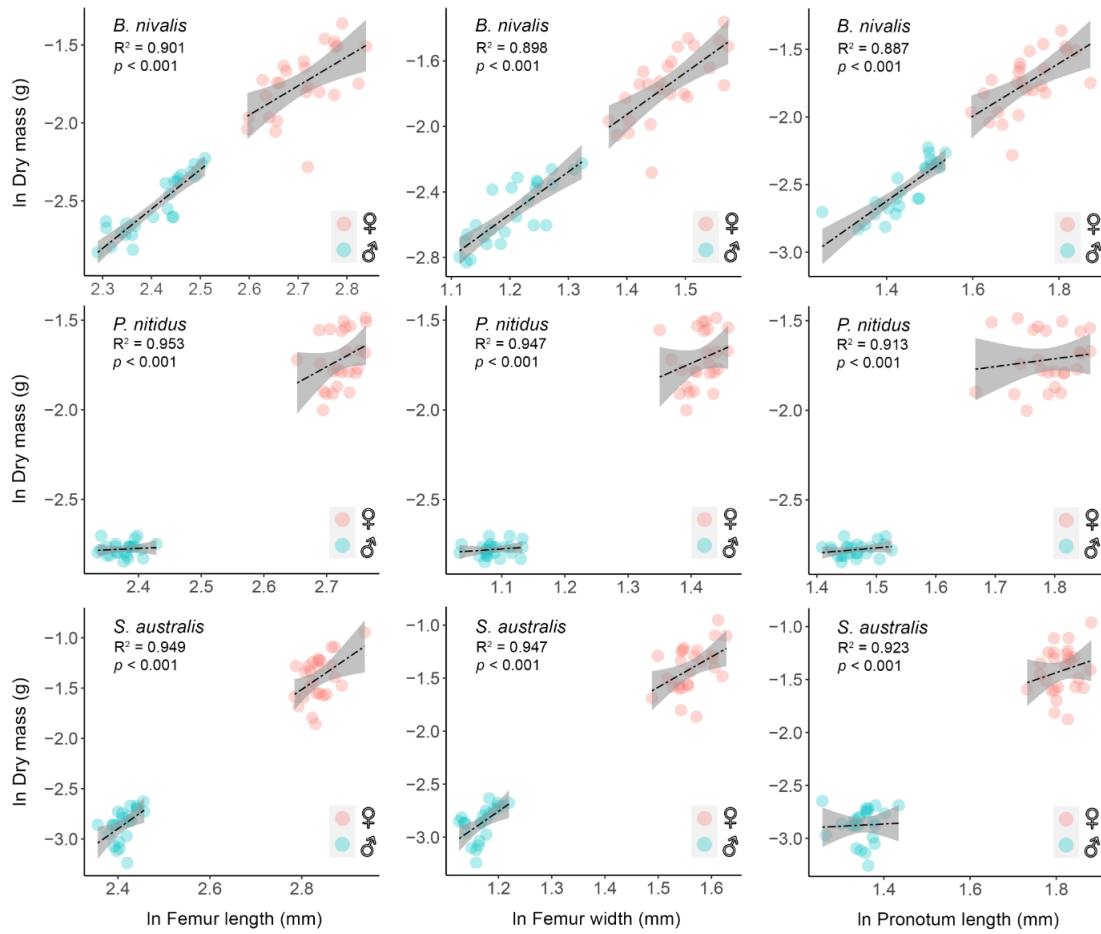 B. nivalis
R² = 0.901
p < 0.001
ln Dry mass (g)
−1.5
−2.0
−2.5
2.3 2.4 2.5 2.6 2.7 2.8
♀
♂
B. nivalis
R² = 0.898
p < 0.001
−1.6
−2.0
−2.4
−2.8
1.1 1.2 1.3 1.4 1.5
♀
♂
B. nivalis
R² = 0.887
p < 0.001
−1.5
−2.0
−2.5
−3.0
1.4 1.6 1.8
♀
♂
P. nitidus
R² = 0.953
p < 0.001
ln Dry mass (g)
−1.5
−2.0
−2.5
2.4 2.5 2.6 2.7
♀
♂
P. nitidus
R² = 0.947
p < 0.001
−1.5
−2.0
−2.5
1.1 1.2 1.3 1.4
♀
♂
P. nitidus
R² = 0.913
p < 0.001
−1.5
−2.0
−2.5
1.4 1.5 1.6 1.7 1.8
♀
♂
S. australis
R² = 0.949
p < 0.001
ln Dry mass (g)
−1.0
−1.5
−2.0
−2.5
−3.0
2.4 2.6 2.8
♀
♂
ln Femur length (mm)
S. australis
R² = 0.947
p < 0.001
−1.0
−1.5
−2.0
−2.5
−3.0
1.2 1.3 1.4 1.5 1.6
♀
♂
ln Femur width (mm)
S. australis
R² = 0.923
p < 0.001
−1.0
−1.5
−2.0
−2.5
−3.0
1.4 1.6 1.8
♀
♂
ln Pronotum length (mm)